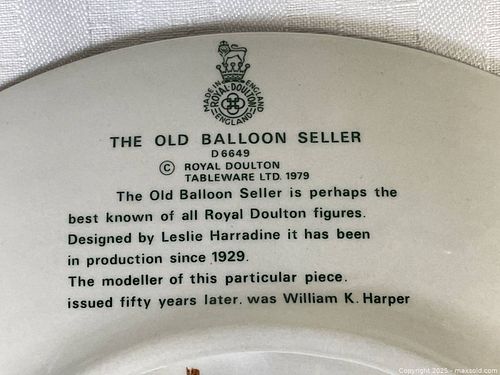 MADE IN ENGLAND
ROYAL DOULTON
ENGLAND
THE OLD BALLOON SELLER
D6649
© ROYAL DOULTON
TABLEWARE LTD. 1979
The Old Balloon Seller is perhaps the
best known of all Royal Doulton figures.
Designed by Leslie Harradine it has been
in production since 1929.
The modeller of this particular piece.
issued fifty years later. was William K. Harper
Copyright 2025 - maxsold.com